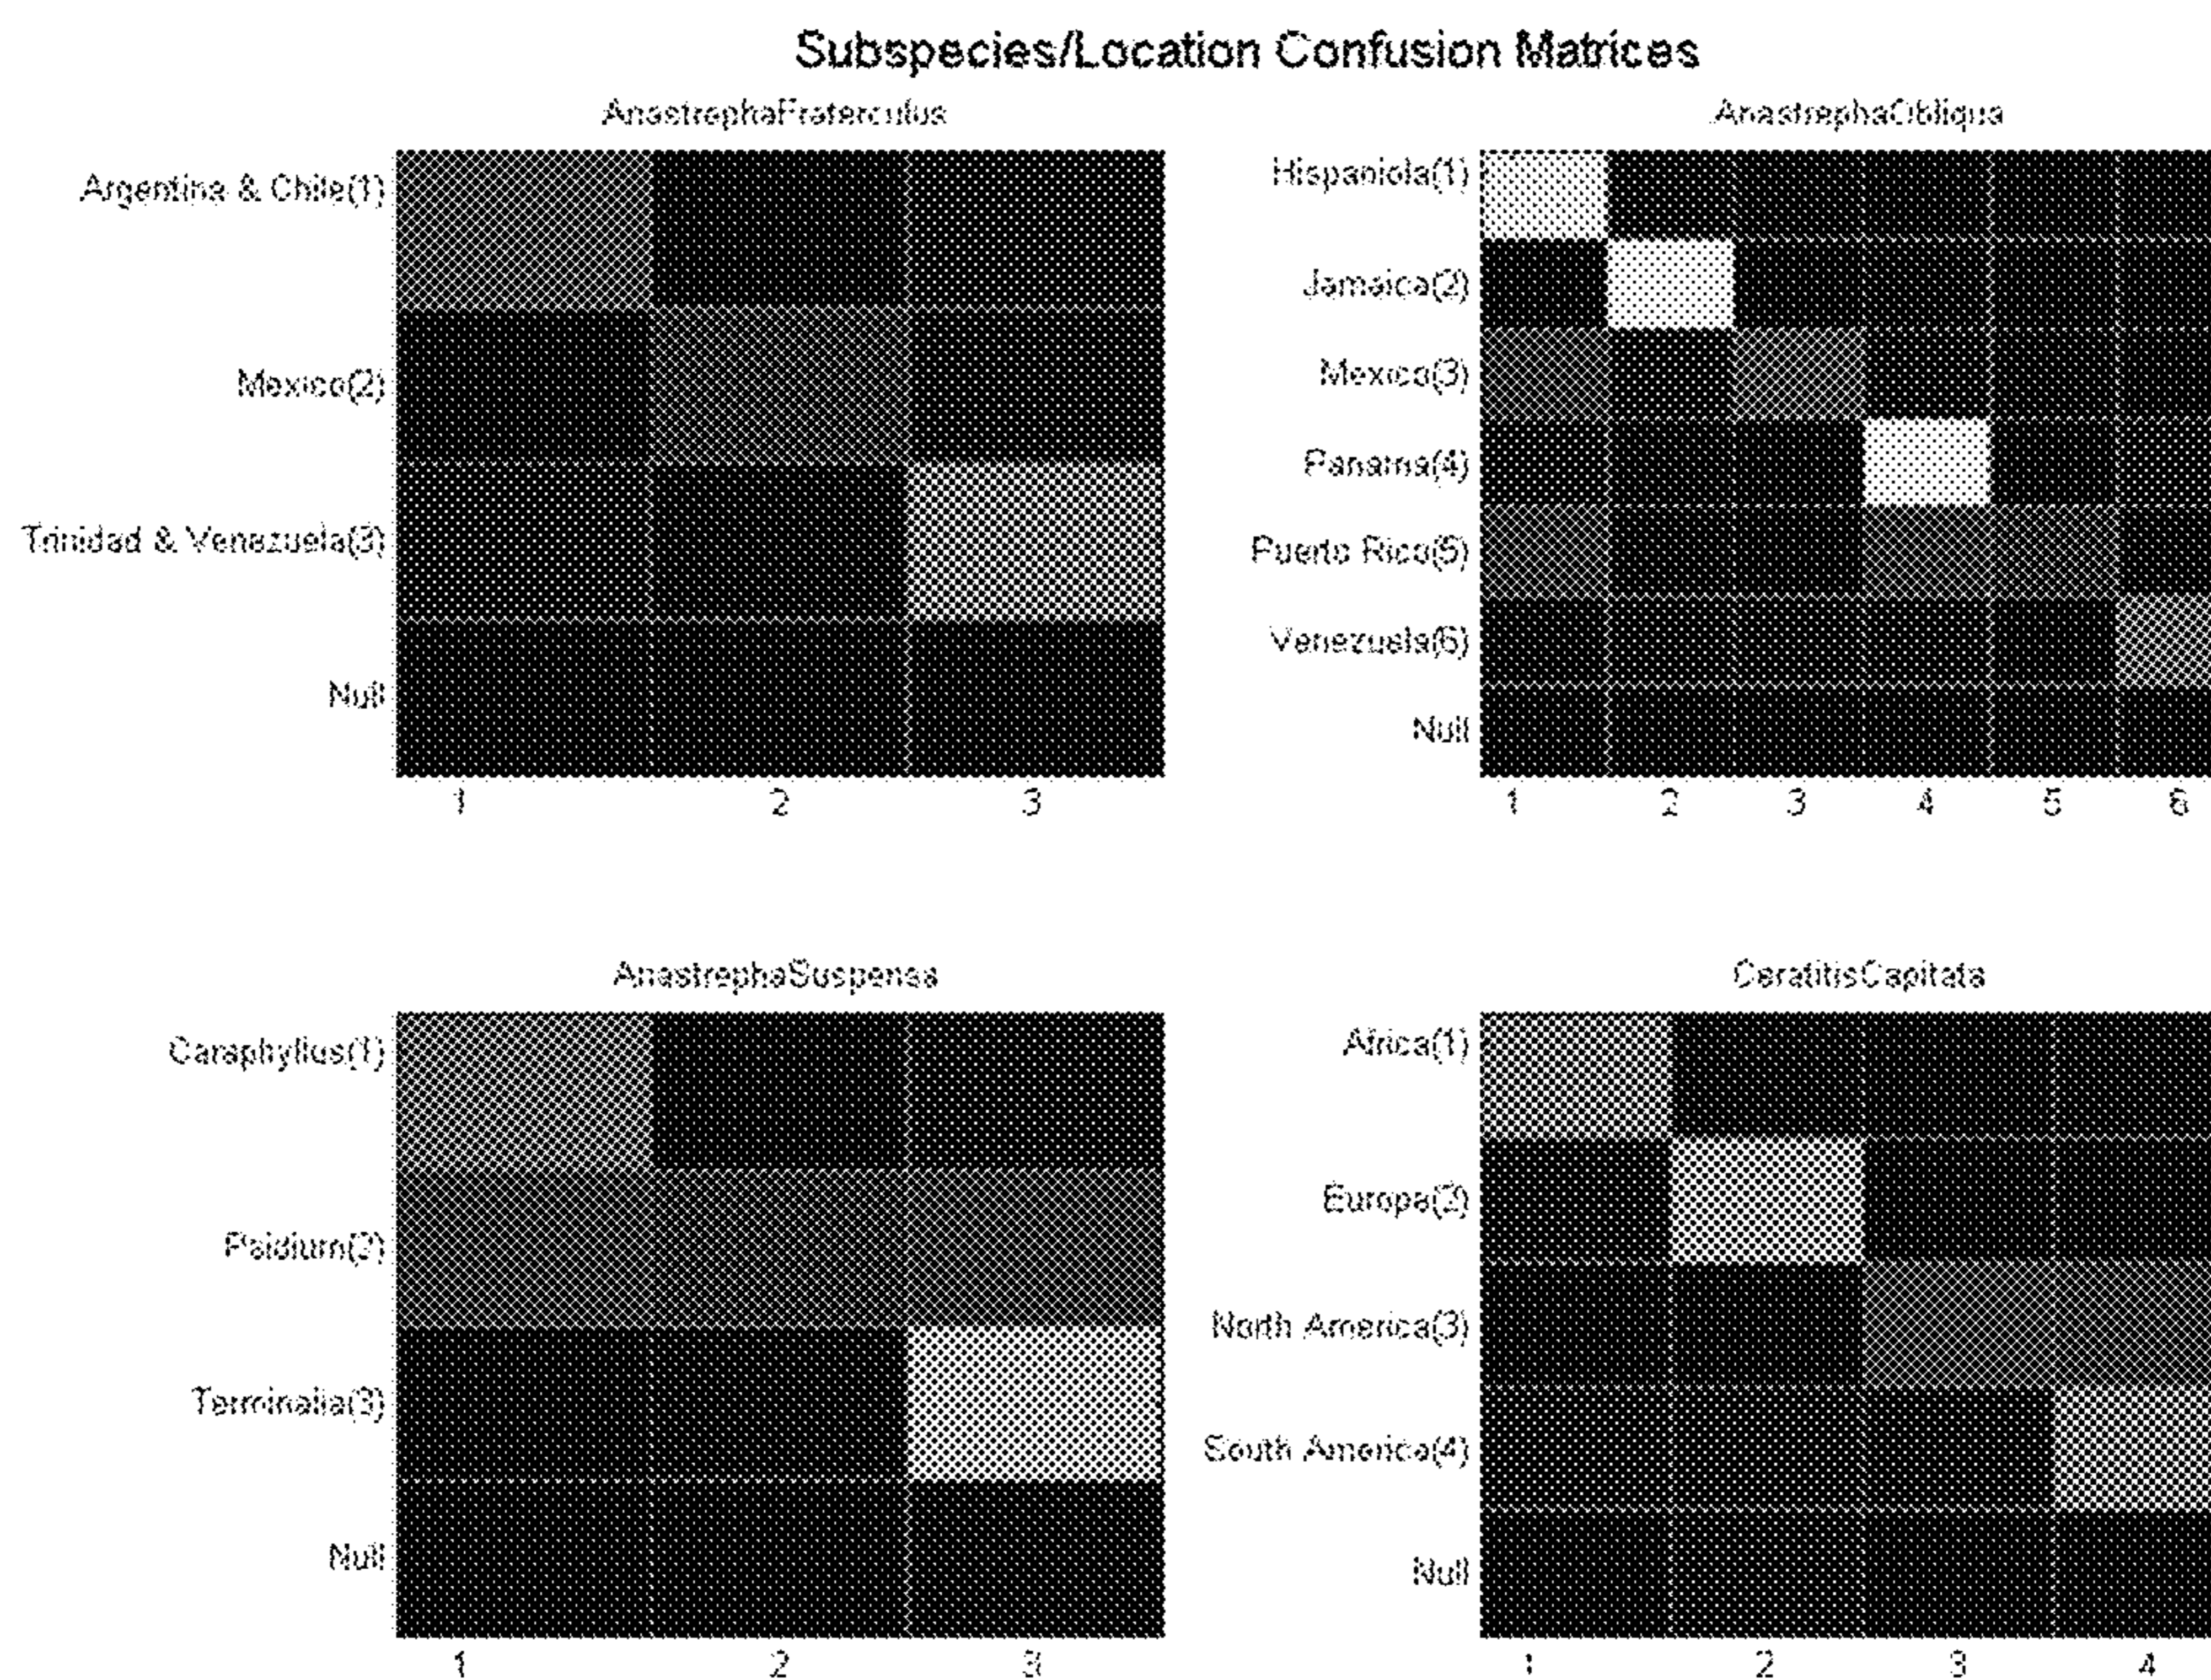 Subspecies/Location Confusion Matrices
AnastrephaFraterculus
Argentina & Chile(1)
Mexico(2)
Trinidad & Venezuela(3)
Null
1 2 3
AnastrephaObliqua
Hispaniola(1)
Jamaica(2)
Mexico(3)
Panama(4)
Puerto Rico(5)
Venezuela(6)
Null
1 2 3 4 5 6
AnastrephaSuspensa
Caraphyllus(1)
Psidium(2)
Terminalia(3)
Null
1 2 3
CeratitisCapitata
Africa(1)
Europa(2)
North America(3)
South America(4)
Null
1 2 3 4